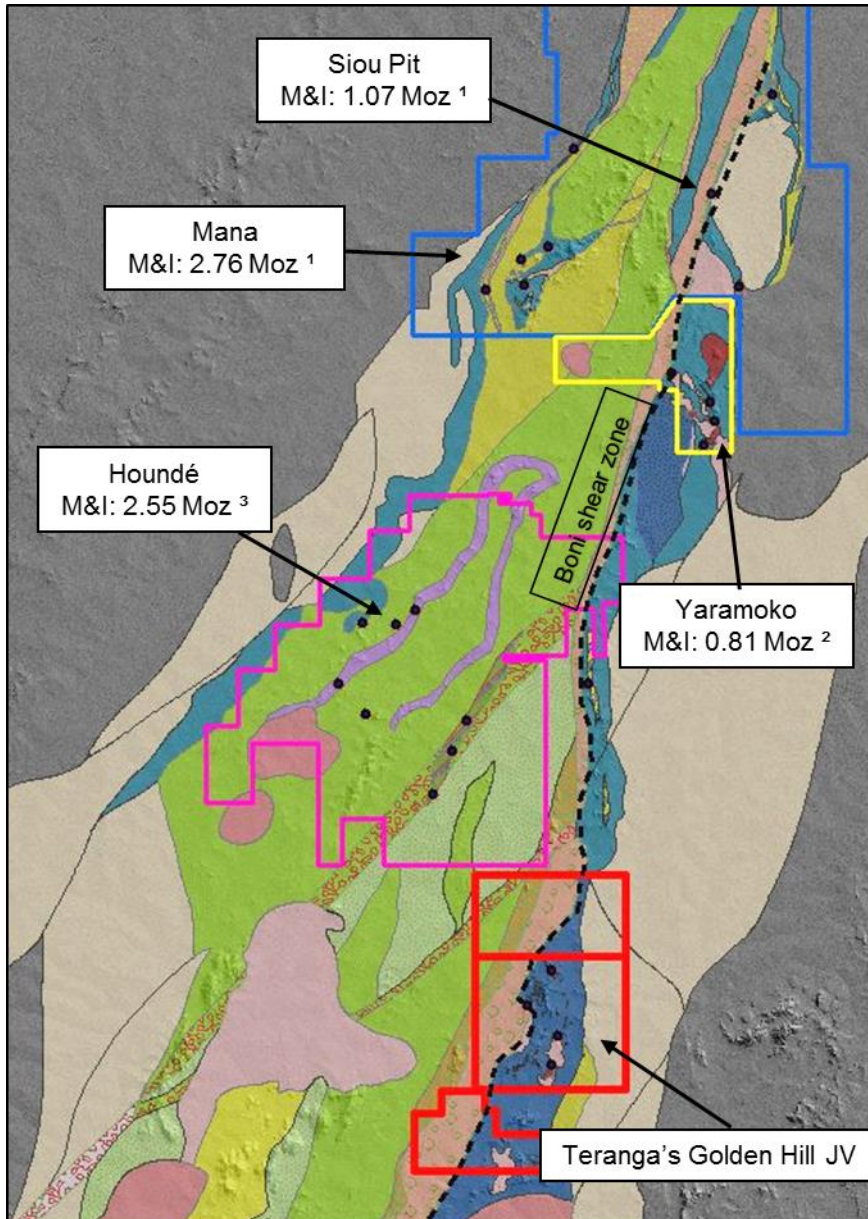 Siou Pit
M&I: 1.07 Moz ¹
Mana
M&I: 2.76 Moz ¹
Boni shear zone
Houndé
M&I: 2.55 Moz ³
Yaramoko
M&I: 0.81 Moz ²
Teranga's Golden Hill JV